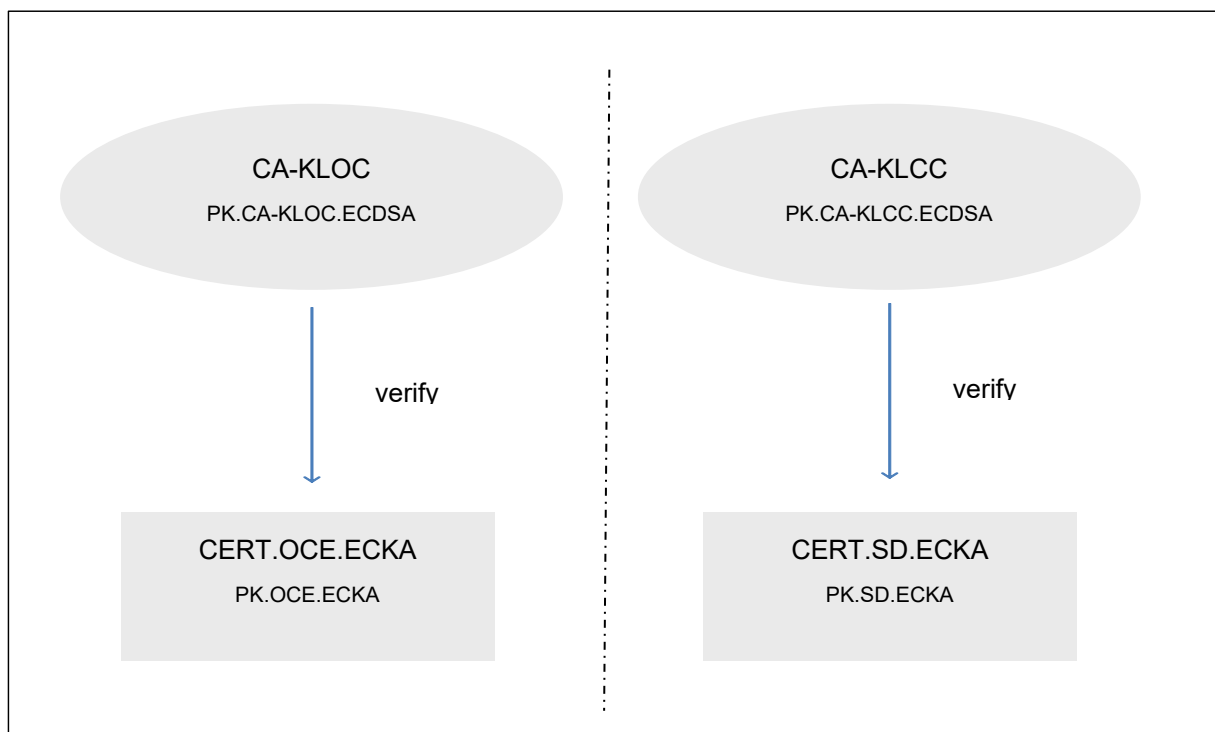 CA-KLOC
PK.CA-KLOC.ECDSA
verify
CERT.OCE.ECKA
PK.OCE.ECKA
CA-KLCC
PK.CA-KLCC.ECDSA
verify
CERT.SD.ECKA
PK.SD.ECKA